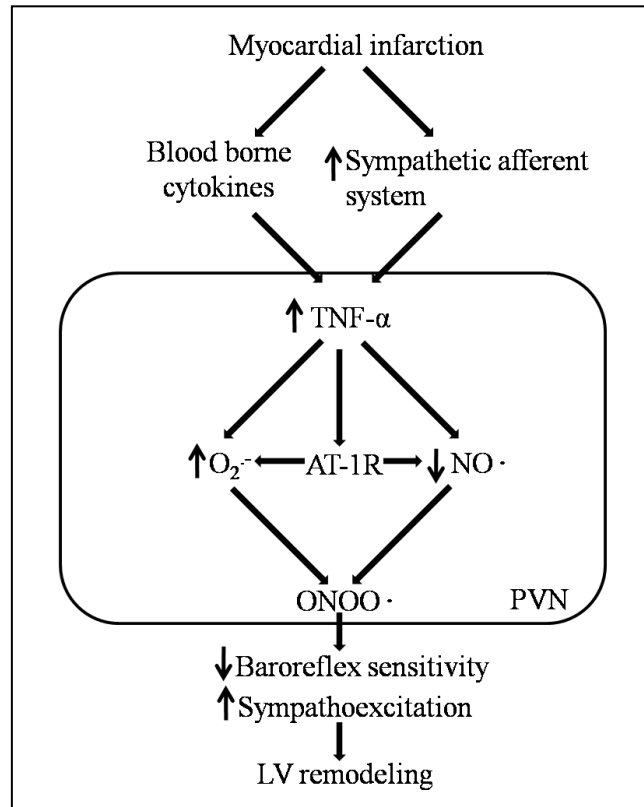 Myocardial infarction
Blood borne
cytokines
↑ Sympathetic afferent
system
↑ TNF-α
↑ O₂·-
AT-1R
↓ NO ·
ONOO ·
PVN
↓ Baroreflex sensitivity
↑ Sympathoexcitation
LV remodeling